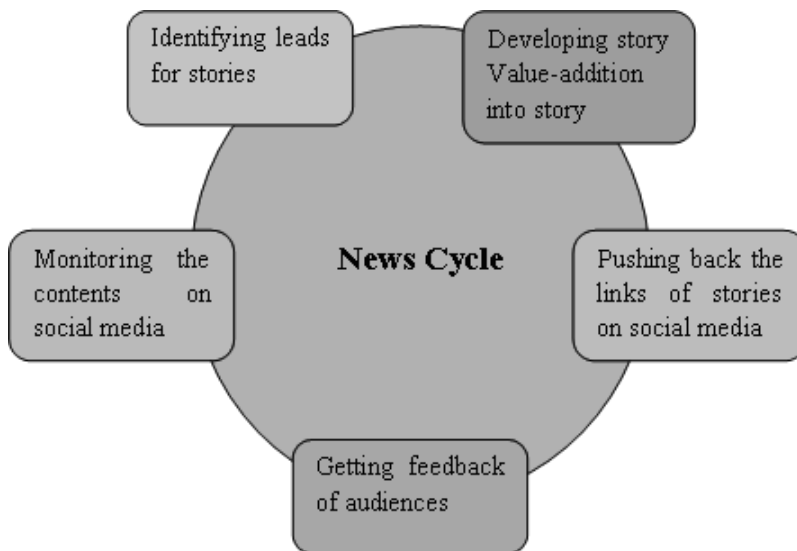 Identifying leads
for stories
Developing story
Value-addition
into story
Monitoring the
contents on
social media
News Cycle
Pushing back the
links of stories
on social media
Getting feedback
of audiences